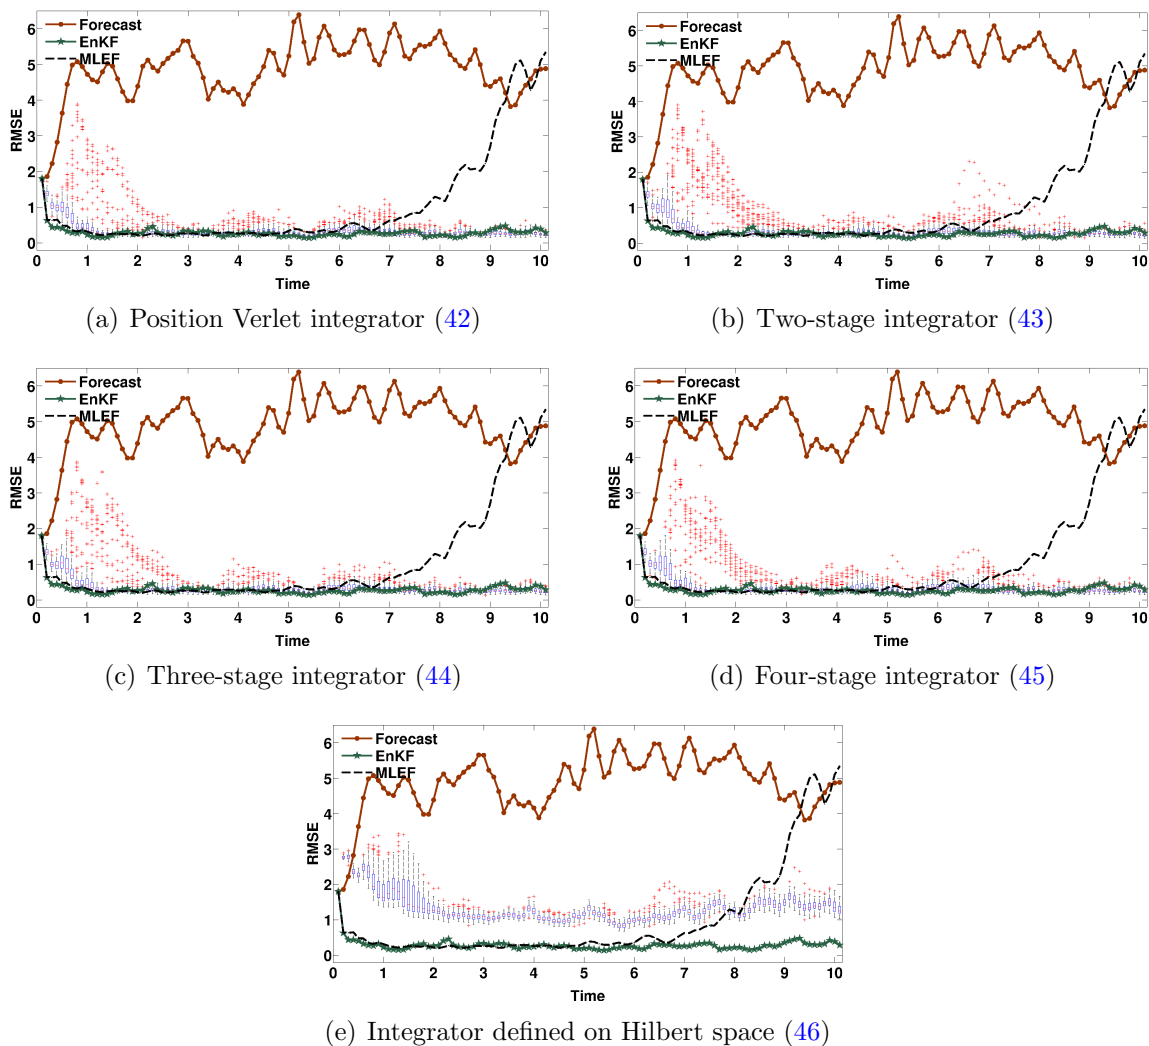 Forecast
EnKF
MLEF
RMSE
6
5
4
3
2
1
0
0 1 2 3 4 5 6 7 8 9 10
Time
(a) Position Verlet integrator (42)
Forecast
EnKF
MLEF
RMSE
6
5
4
3
2
1
0
0 1 2 3 4 5 6 7 8 9 10
Time
(b) Two-stage integrator (43)
Forecast
EnKF
MLEF
RMSE
6
5
4
3
2
1
0
0 1 2 3 4 5 6 7 8 9 10
Time
(c) Three-stage integrator (44)
Forecast
EnKF
MLEF
RMSE
6
5
4
3
2
1
0
0 1 2 3 4 5 6 7 8 9 10
Time
(d) Four-stage integrator (45)
Forecast
EnKF
MLEF
RMSE
6
5
4
3
2
1
0
0 1 2 3 4 5 6 7 8 9 10
Time
(e) Integrator defined on Hilbert space (46)